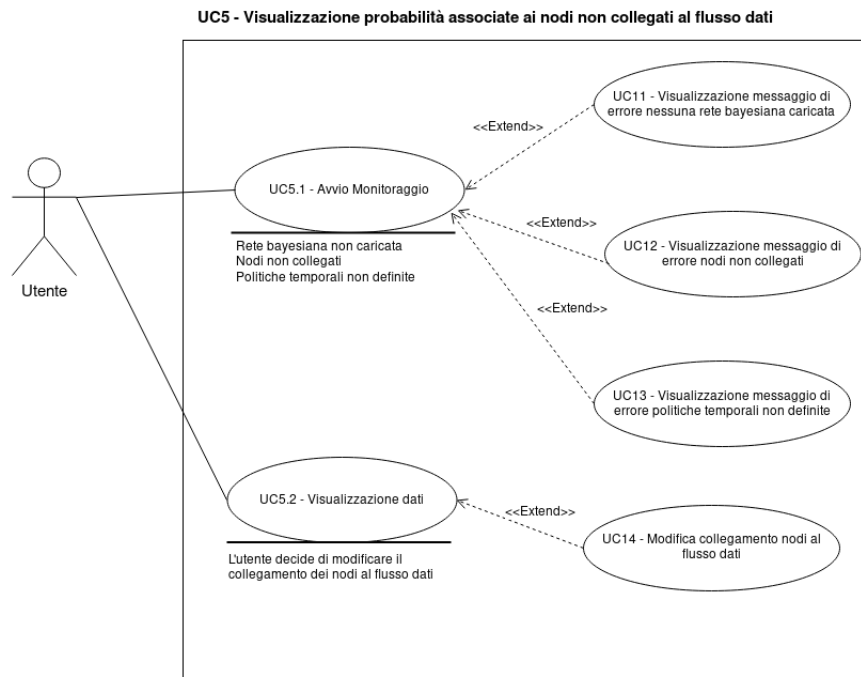 UC5 - Visualizzazione probabilità associate ai nodi non collegati al flusso dati
UC11 - Visualizzazione messaggio di
errore nessuna rete bayesiana caricata
<<Extend>>
UC5.1 - Avvio Monitoraggio
Rete bayesiana non caricata
Nodi non collegati
Politiche temporali non definite
<<Extend>>
UC12 - Visualizzazione messaggio di
errore nodi non collegati
Utente
<<Extend>>
UC13 - Visualizzazione messaggio di
errore politiche temporali non definite
UC5.2 - Visualizzazione dati
L'utente decide di modificare il
collegamento dei nodi al flusso dati
<<Extend>>
UC14 - Modifica collegamento nodi al
flusso dati